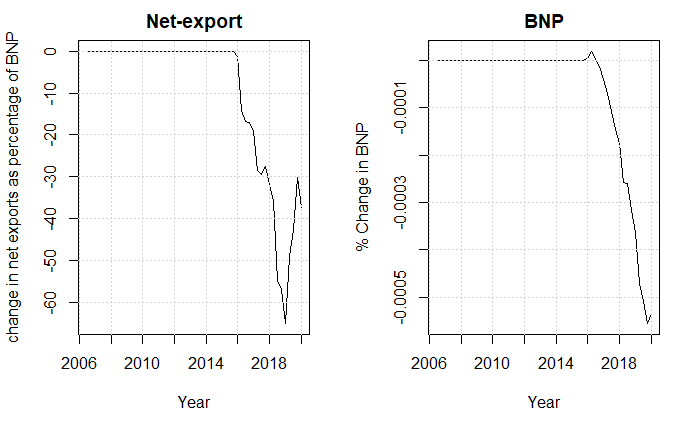 Net-export
change in net exports as percentage of BNP
0
-10
-20
-30
-40
-50
-60
2006 2010 2014 2018
Year
BNP
% Change in BNP
-0.0001
-0.0003
-0.0005
2006 2010 2014 2018
Year